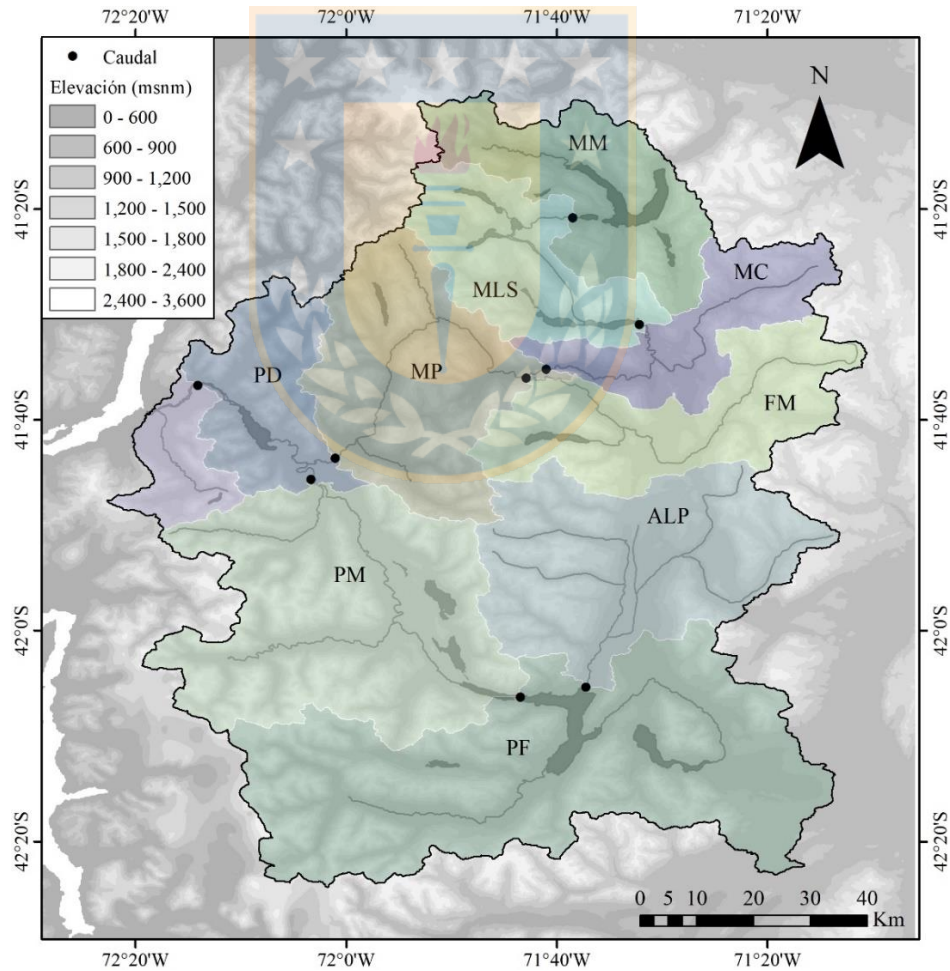 72°20'W
72°0'W
71°40'W
71°20'W
Caudal
Elevación (msnm)
0 - 600
600 - 900
900 - 1,200
1,200 - 1,500
1,500 - 1,800
1,800 - 2,400
2,400 - 3,600
N
MM
41°20'S
41°20'S
MC
MLS
PD
MP
FM
41°40'S
41°40'S
ALP
PM
42°0'S
42°0'S
PF
42°20'S
42°20'S
0 5 10 20 30 40
Km
72°20'W
72°0'W
71°40'W
71°20'W